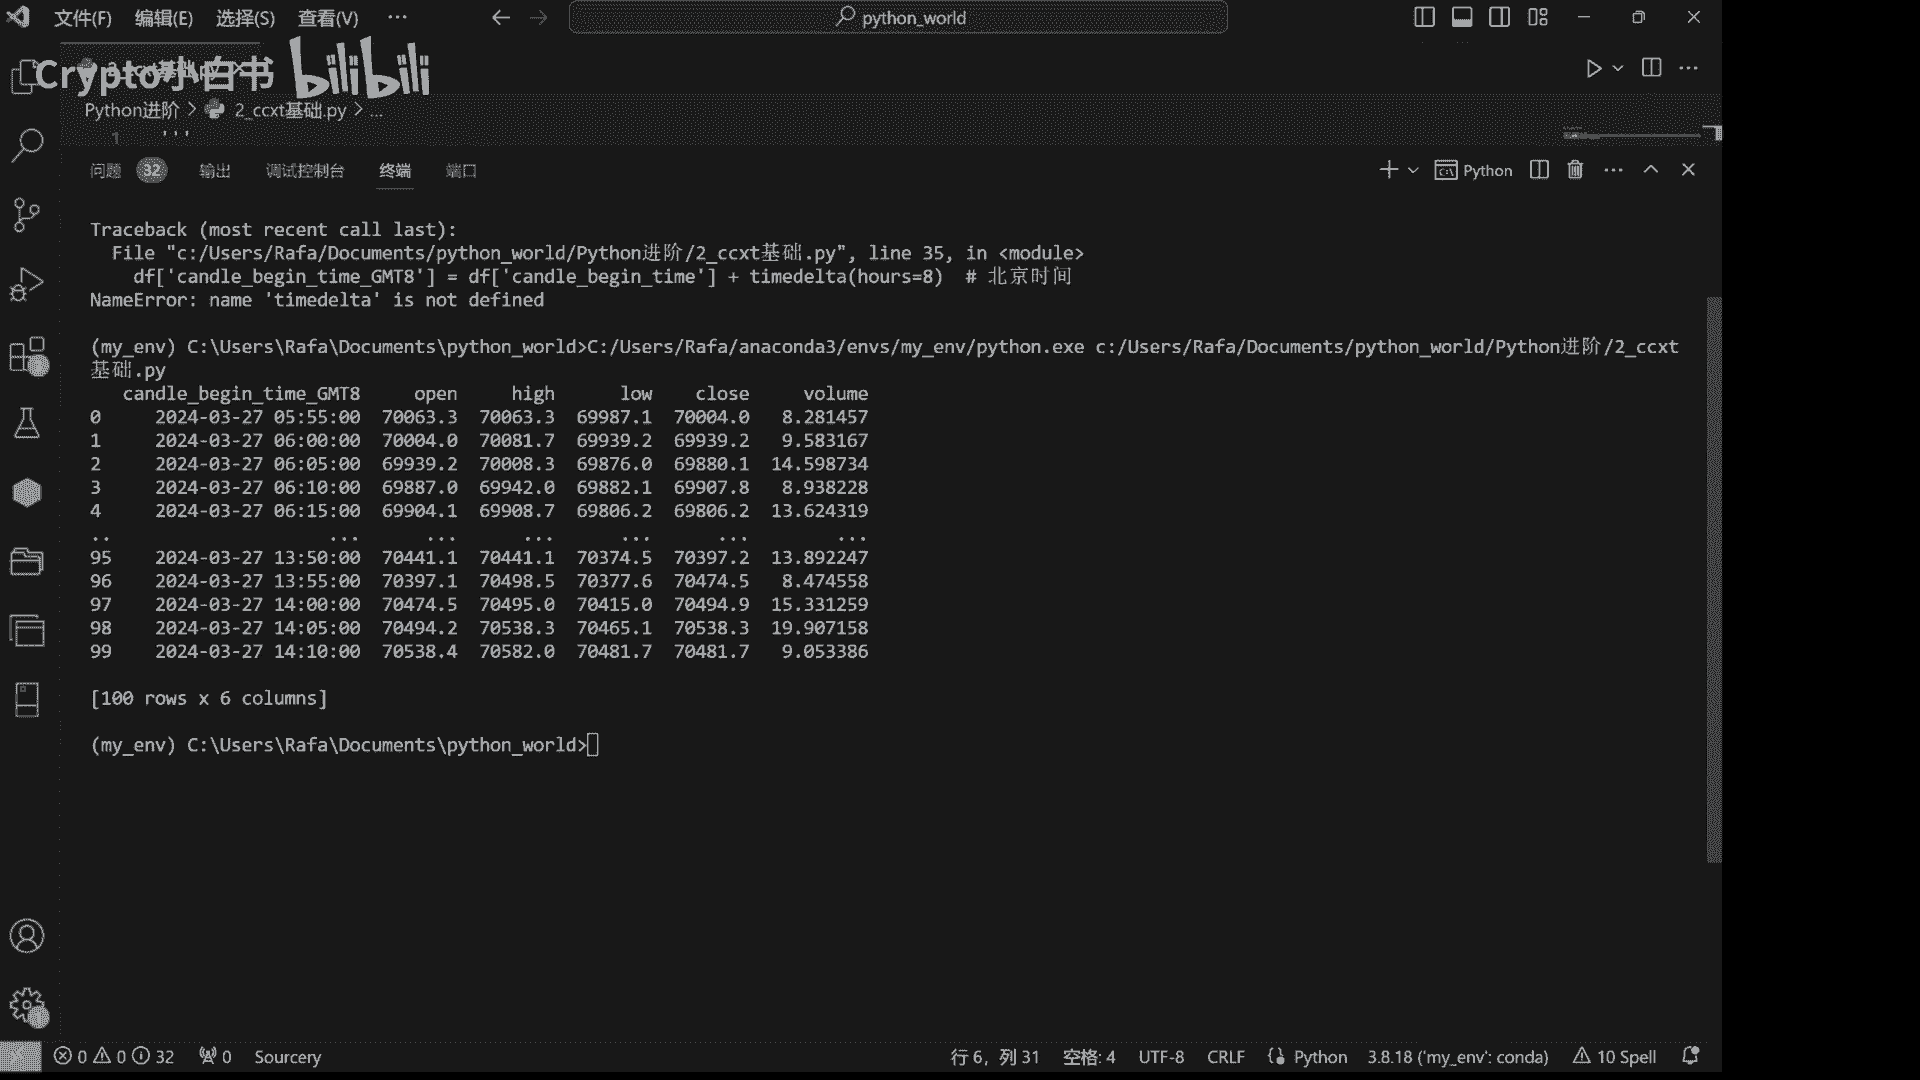 文件(F) 编辑(E) 选择(S) 查看(V) ··· python_world
Crypto小白书 bilibili
Python进阶 > 2_ccxt基础.py > ...
1 '''
问题 32 输出 调试控制台 终端 端口 Python
Traceback (most recent call last):
  File "c:/Users/Rafa/Documents/python_world/Python进阶/2_ccxt基础.py", line 35, in <module>
    df['candle_begin_time_GMT8'] = df['candle_begin_time'] + timedelta(hours=8)  # 北京时间
NameError: name 'timedelta' is not defined
(my_env) C:\Users\Rafa\Documents\python_world>C:/Users/Rafa/anaconda3/envs/my_env/python.exe c:/Users/Rafa/Documents/python_world/Python进阶/2_ccxt
基础.py
   candle_begin_time_GMT8     open     high      low    close     volume
0     2024-03-27 05:55:00  70063.3  70063.3  69987.1  70004.0   8.281457
1     2024-03-27 06:00:00  70004.0  70081.7  69939.2  69939.2   9.583167
2     2024-03-27 06:05:00  69939.2  70008.3  69876.0  69880.1  14.598734
3     2024-03-27 06:10:00  69887.0  69942.0  69882.1  69907.8   8.938228
4     2024-03-27 06:15:00  69904.1  69908.7  69806.2  69806.2  13.624319
..                    ...      ...      ...      ...      ...        ...
95    2024-03-27 13:50:00  70441.1  70441.1  70374.5  70397.2  13.892247
96    2024-03-27 13:55:00  70397.1  70498.5  70377.6  70474.5   8.474558
97    2024-03-27 14:00:00  70474.5  70495.0  70415.0  70494.9  15.331259
98    2024-03-27 14:05:00  70494.2  70538.3  70465.1  70538.3  19.907158
99    2024-03-27 14:10:00  70538.4  70582.0  70481.7  70481.7   9.053386
[100 rows x 6 columns]
(my_env) C:\Users\Rafa\Documents\python_world>
0 0 32 0 Sourcery 行 6，列 31 空格: 4 UTF-8 CRLF Python 3.8.18 ('my_env': conda) 10 Spell